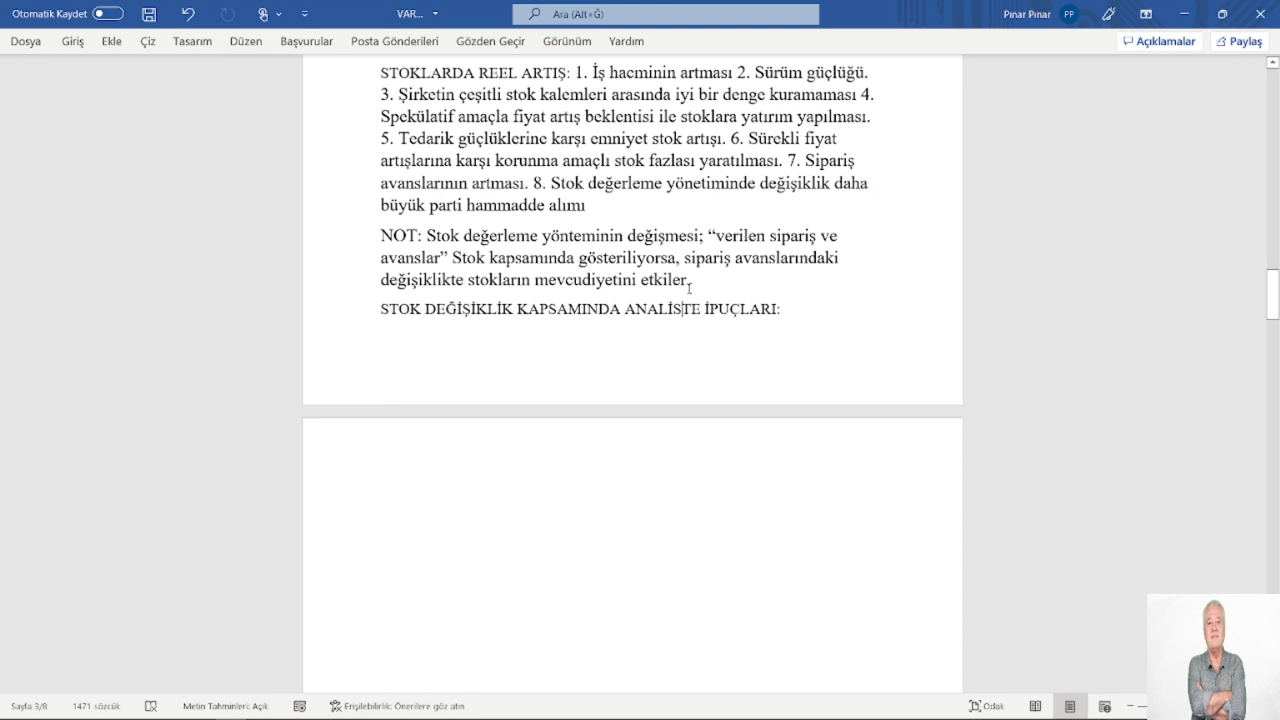 Otomatik Kaydet
VAR...
Ara (Alt+Ğ)
Pınar Pınar
PP
Dosya Giriş Ekle Çiz Tasarım Düzen Başvurular Posta Gönderileri Gözden Geçir Görünüm Yardım
Açıklamalar
Paylaş
STOKLARDA REEL ARTIŞ: 1. İş hacminin artması 2. Sürüm güçlüğü.
3. Şirketin çeşitli stok kalemleri arasında iyi bir denge kuramaması 4.
Spekülatif amaçla fiyat artış beklentisi ile stoklara yatırım yapılması.
5. Tedarik güçlüklerine karşı emniyet stok artışı. 6. Sürekli fiyat
artışlarına karşı korunma amaçlı stok fazlası yaratılması. 7. Sipariş
avanslarının artması. 8. Stok değerleme yönetiminde değişiklik daha
büyük parti hammadde alımı
NOT: Stok değerleme yönteminin değişmesi; “verilen sipariş ve
avanslar” Stok kapsamında gösteriliyorsa, sipariş avanslarındaki
değişiklikte stokların mevcudiyetini etkiler.
STOK DEĞİŞİKLİK KAPSAMINDA ANALİSTE İPUÇLARI:
Sayfa 3/8
1471 sözcük
Metin Tahminleri: Açık
Erişilebilirlik: Önerilere göz atın
Odak